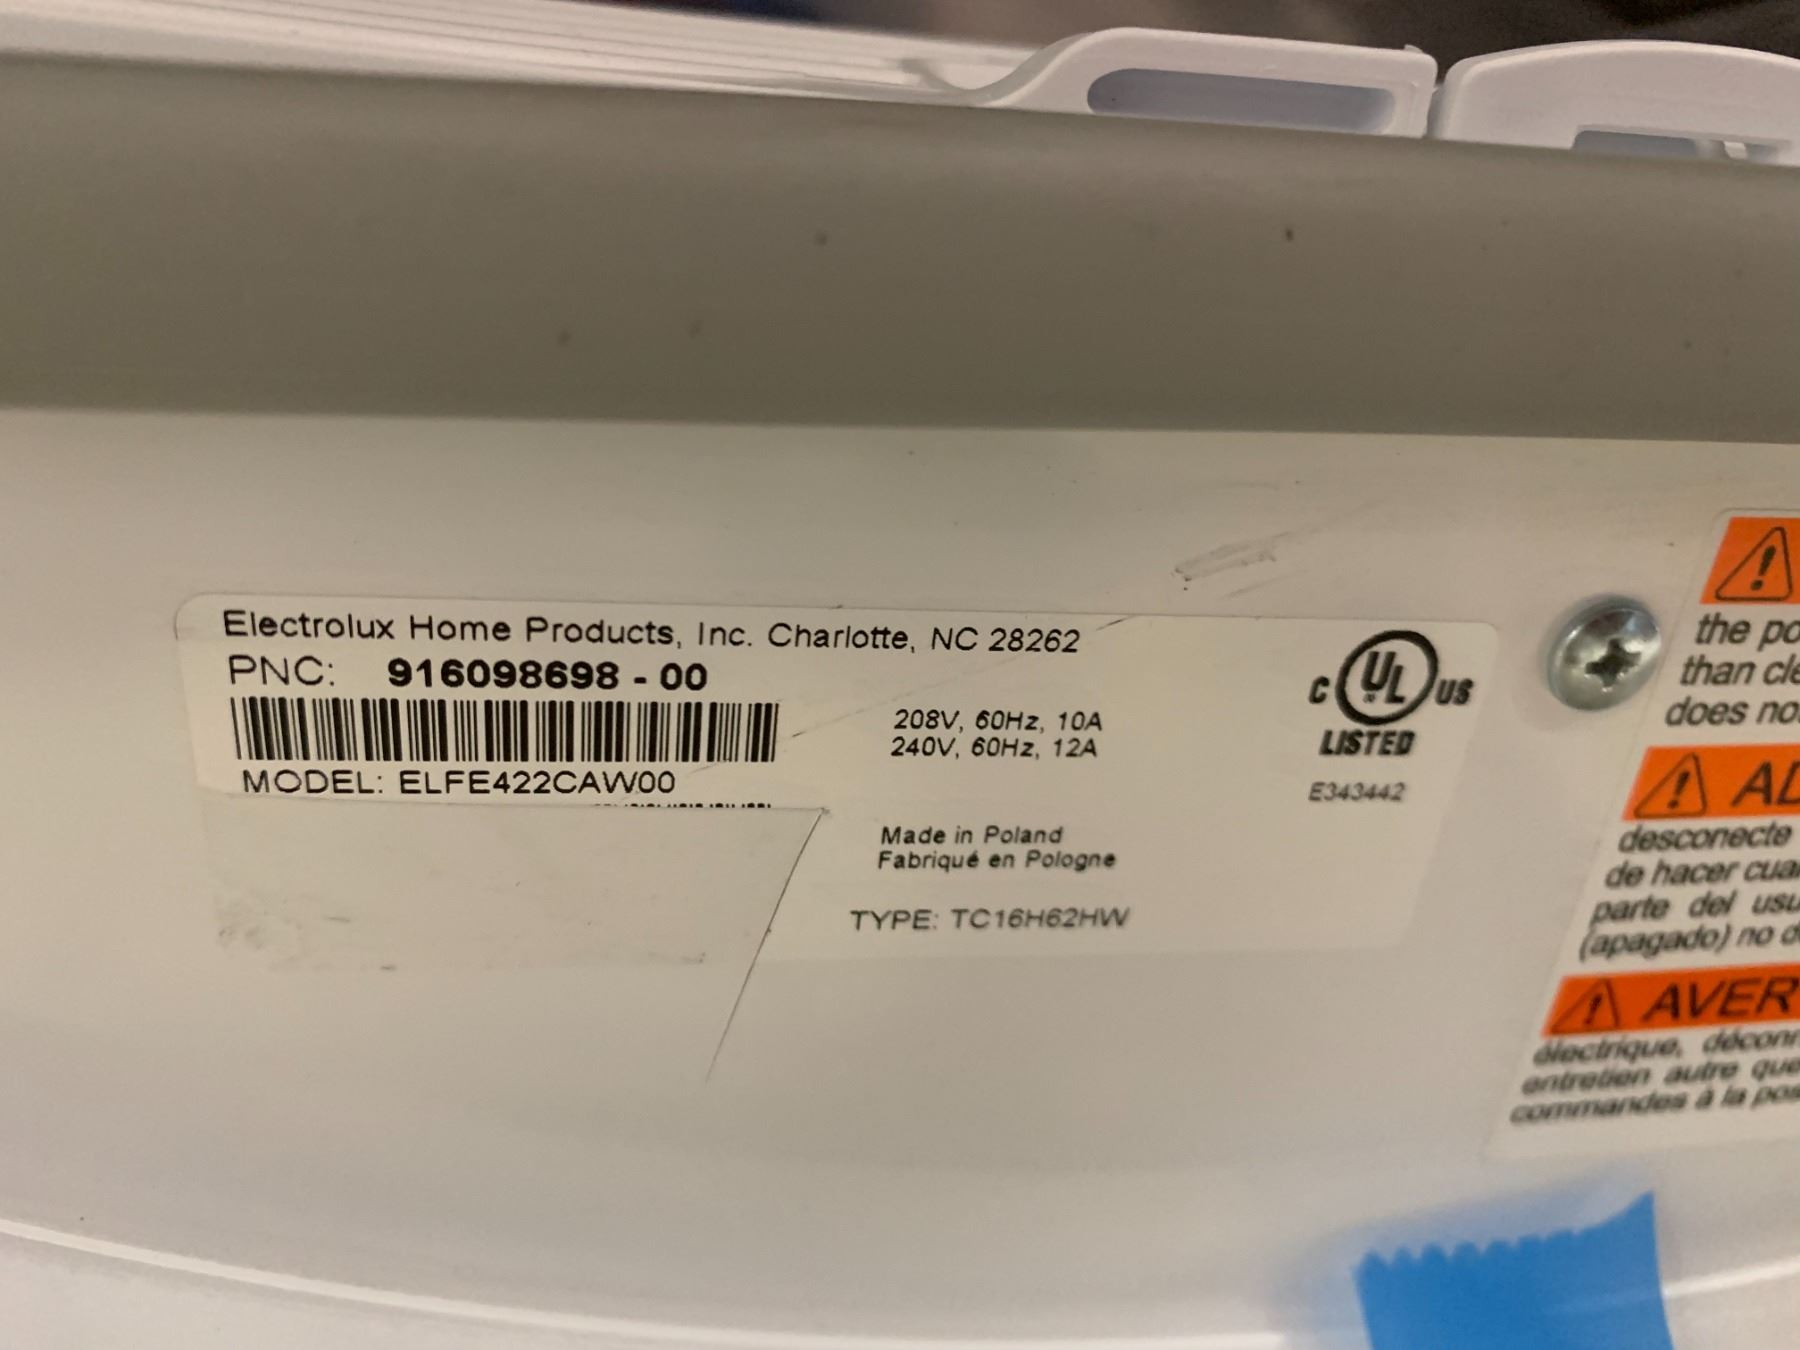 Electrolux Home Products, Inc. Charlotte, NC 28262
PNC: 916098698 - 00
MODEL: ELFE422CAW00
208V, 60Hz, 10A
240V, 60Hz, 12A
Made in Poland
Fabriqué en Pologne
TYPE: TC16H62HW
C UL US
LISTED
E343442
the po
than cle
does no
AD
desconecte
de hacer cua
parte del usu
(apagado) no d
AVER
électrique, déconn
entretien autre que
commandes à la pos